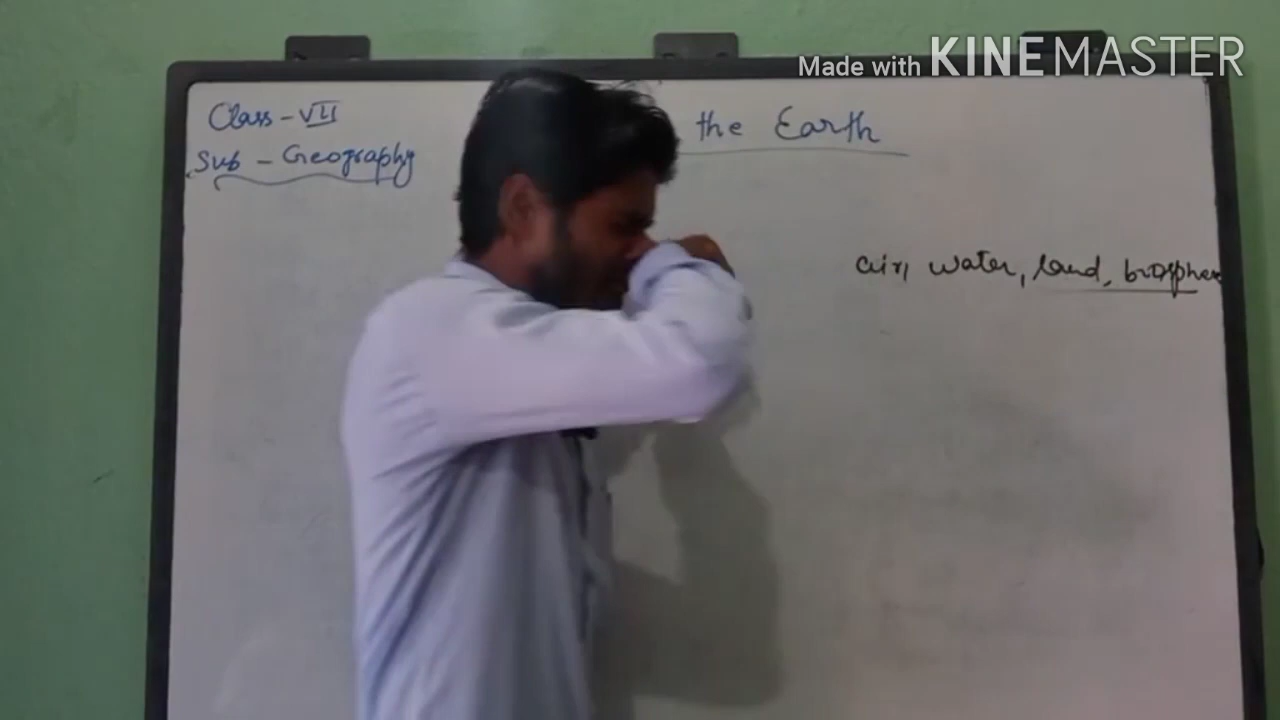 Made with KINEMASTER
Class - VII
the Earth
Sub - Geography
air, water, land, biosphere